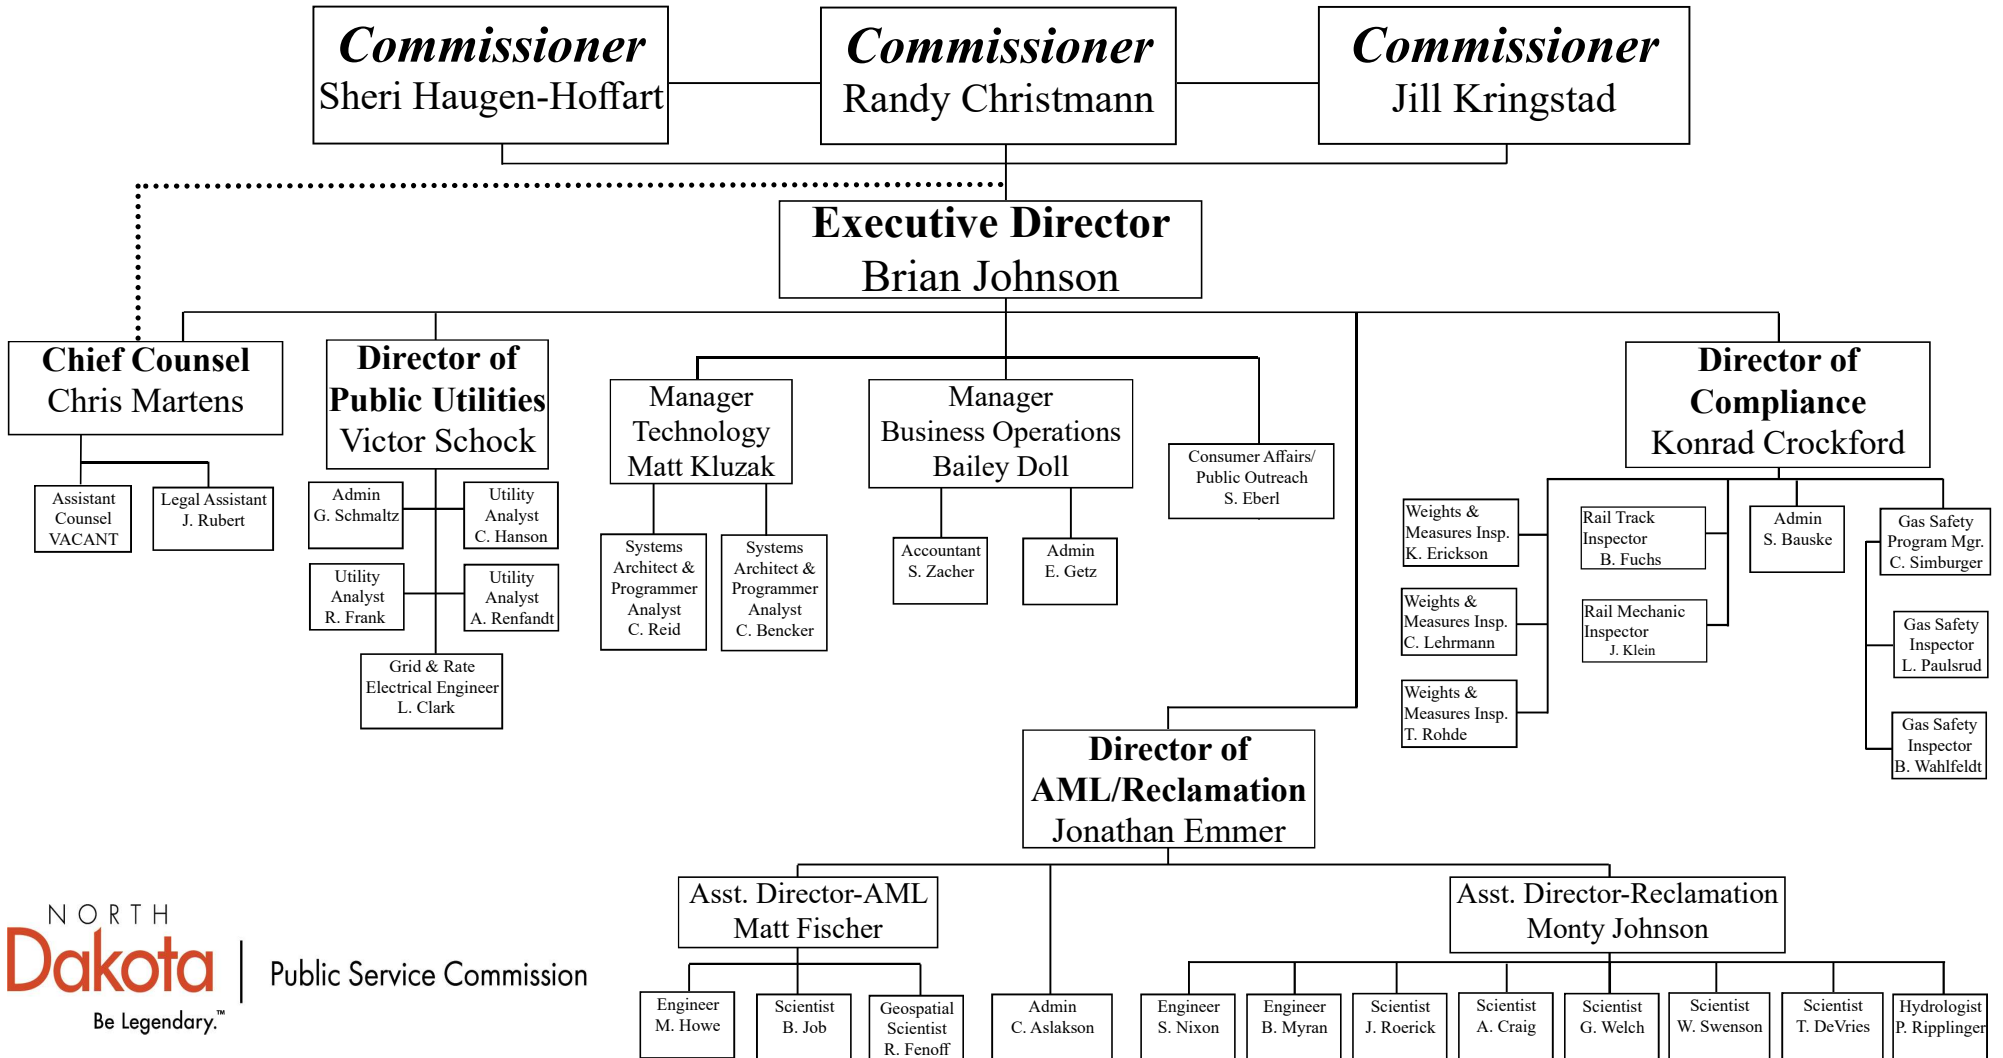 Commissioner
Sheri Haugen-Hoffart
Commissioner
Randy Christmann
Commissioner
Jill Kringstad
Executive Director
Brian Johnson
Chief Counsel
Chris Martens
Assistant
Counsel
VACANT
Legal Assistant
J. Rubert
Director of
Public Utilities
Victor Schock
Admin
G. Schmaltz
Utility
Analyst
C. Hanson
Utility
Analyst
R. Frank
Utility
Analyst
A. Renfandt
Grid & Rate
Electrical Engineer
L. Clark
Manager
Technology
Matt Kluzak
Systems
Architect &
Programmer
Analyst
C. Reid
Systems
Architect &
Programmer
Analyst
C. Bencker
Manager
Business Operations
Bailey Doll
Accountant
S. Zacher
Admin
E. Getz
Consumer Affairs/
Public Outreach
S. Eberl
Director of
Compliance
Konrad Crockford
Weights &
Measures Insp.
K. Erickson
Weights &
Measures Insp.
C. Lehrmann
Weights &
Measures Insp.
T. Rohde
Rail Track
Inspector
B. Fuchs
Rail Mechanic
Inspector
J. Klein
Admin
S. Bauske
Gas Safety
Program Mgr.
C. Simburger
Gas Safety
Inspector
L. Paulsrud
Gas Safety
Inspector
B. Wahlfeldt
Director of
AML/Reclamation
Jonathan Emmer
Asst. Director-AML
Matt Fischer
Engineer
M. Howe
Scientist
B. Job
Geospatial
Scientist
R. Fenoff
Admin
C. Aslakson
Asst. Director-Reclamation
Monty Johnson
Engineer
S. Nixon
Engineer
B. Myran
Scientist
J. Roerick
Scientist
A. Craig
Scientist
G. Welch
Scientist
W. Swenson
Scientist
T. DeVries
Hydrologist
P. Ripplinger
NORTH
Dakota
Be Legendary.™
Public Service Commission